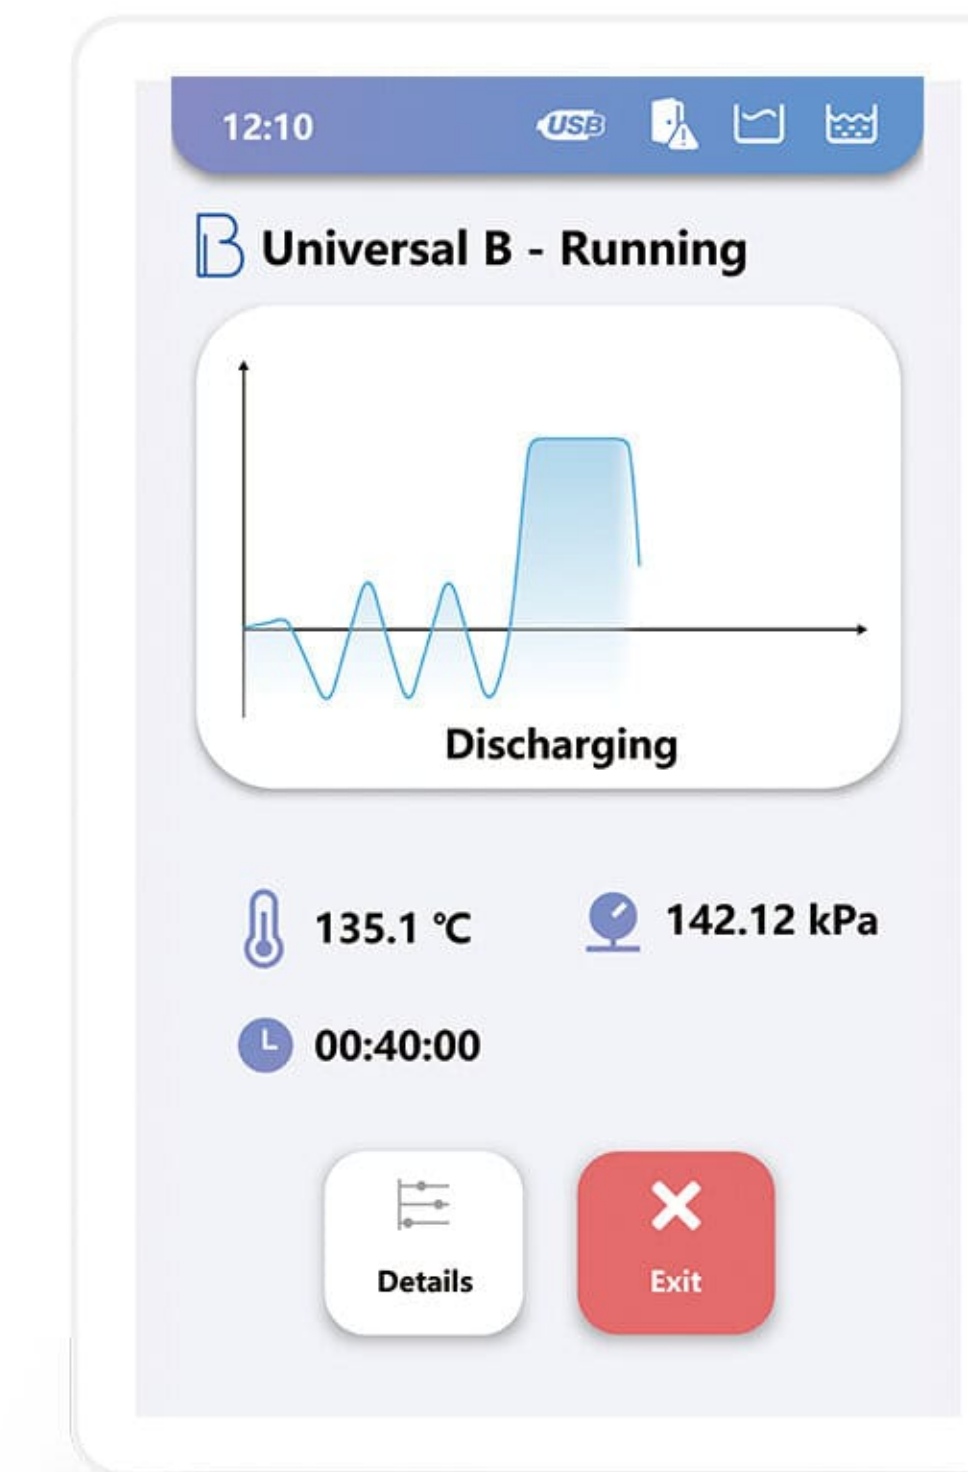 12:10 USB
B Universal B - Running
Discharging
135.1 °C 142.12 kPa
00:40:00
Details Exit